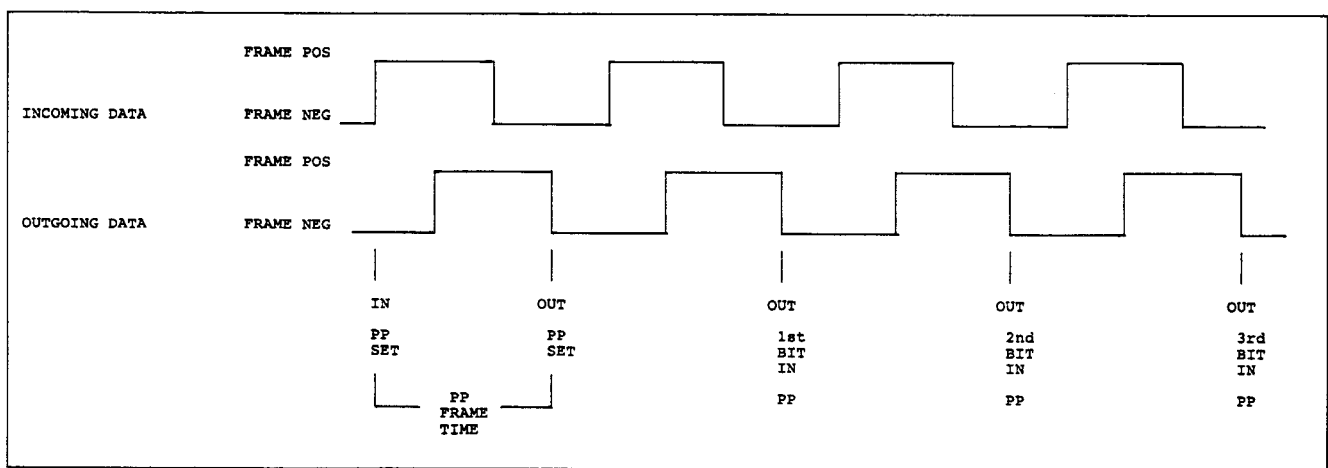 FRAME POS
INCOMING DATA FRAME NEG
FRAME POS
OUTGOING DATA FRAME NEG
IN OUT OUT OUT OUT
PP PP 1st 2nd 3rd
SET SET BIT BIT BIT
IN IN IN
PP PP PP PP
FRAME
TIME